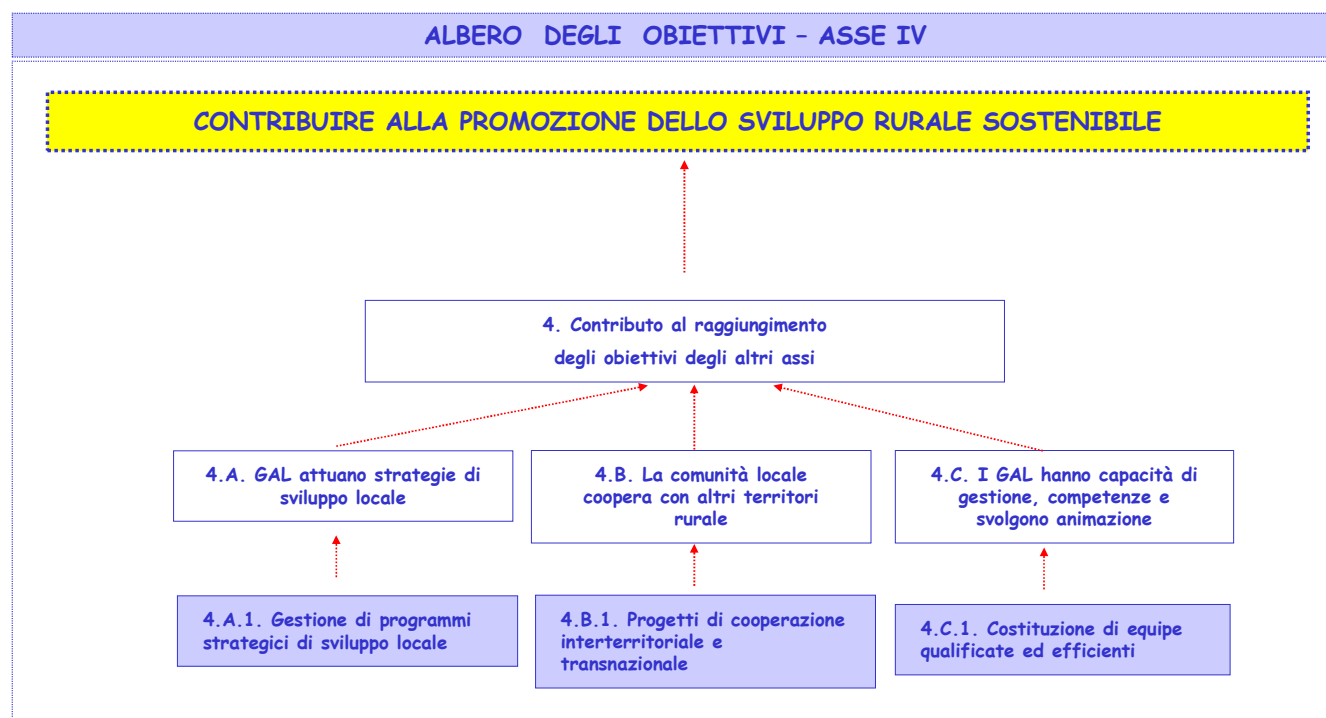 ALBERO DEGLI OBIETTIVI – ASSE IV
CONTRIBUIRE ALLA PROMOZIONE DELLO SVILUPPO RURALE SOSTENIBILE
4. Contributo al raggiungimento
degli obiettivi degli altri assi
4.A. GAL attuano strategie di
sviluppo locale
4.B. La comunità locale
coopera con altri territori
rurale
4.C. I GAL hanno capacità di
gestione, competenze e
svolgono animazione
4.A.1. Gestione di programmi
strategici di sviluppo locale
4.B.1. Progetti di cooperazione
interterritoriale e
transnazionale
4.C.1. Costituzione di equipe
qualificate ed efficienti